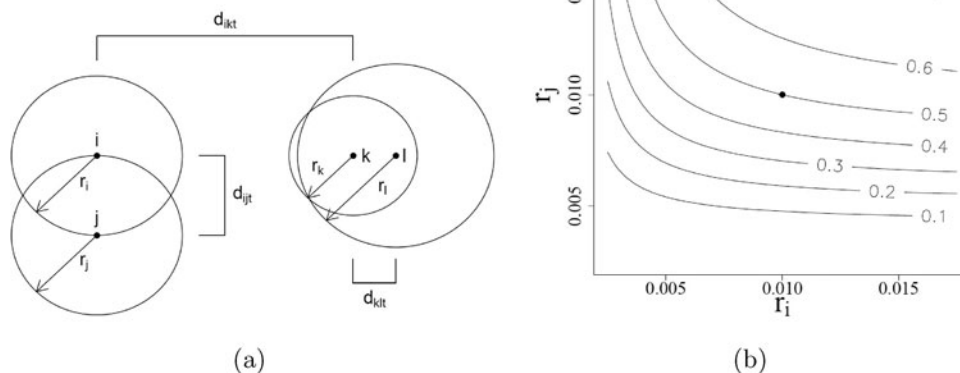 d_ikt
i
r_i
j
r_j
d_ijt
r_k
k
l
r_l
d_klt
(a)
r_j
0.010
0.005
0.6
0.5
0.4
0.3
0.2
0.1
0.005
0.010
0.015
r_i
(b)